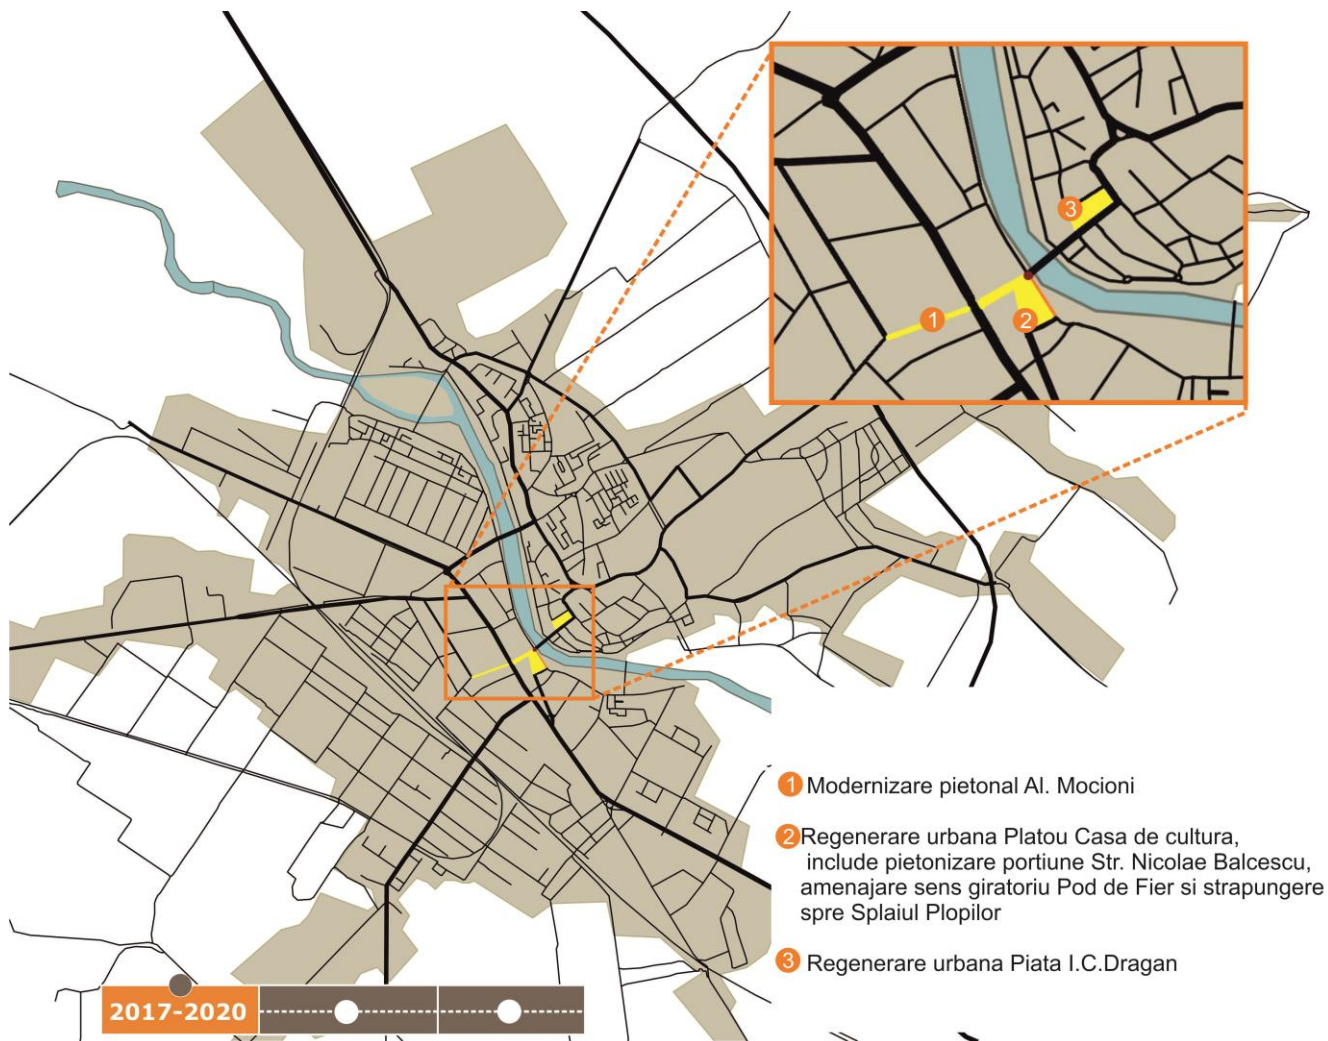 3
1
2
1 Modernizare pietonal Al. Mocioni
2 Regenerare urbana Platou Casa de cultura,
include pietonizare portiune Str. Nicolae Balcescu,
amenajare sens giratoriu Pod de Fier si strapungere
spre Splaiul Plopilor
3 Regenerare urbana Piata I.C.Dragan
2017-2020